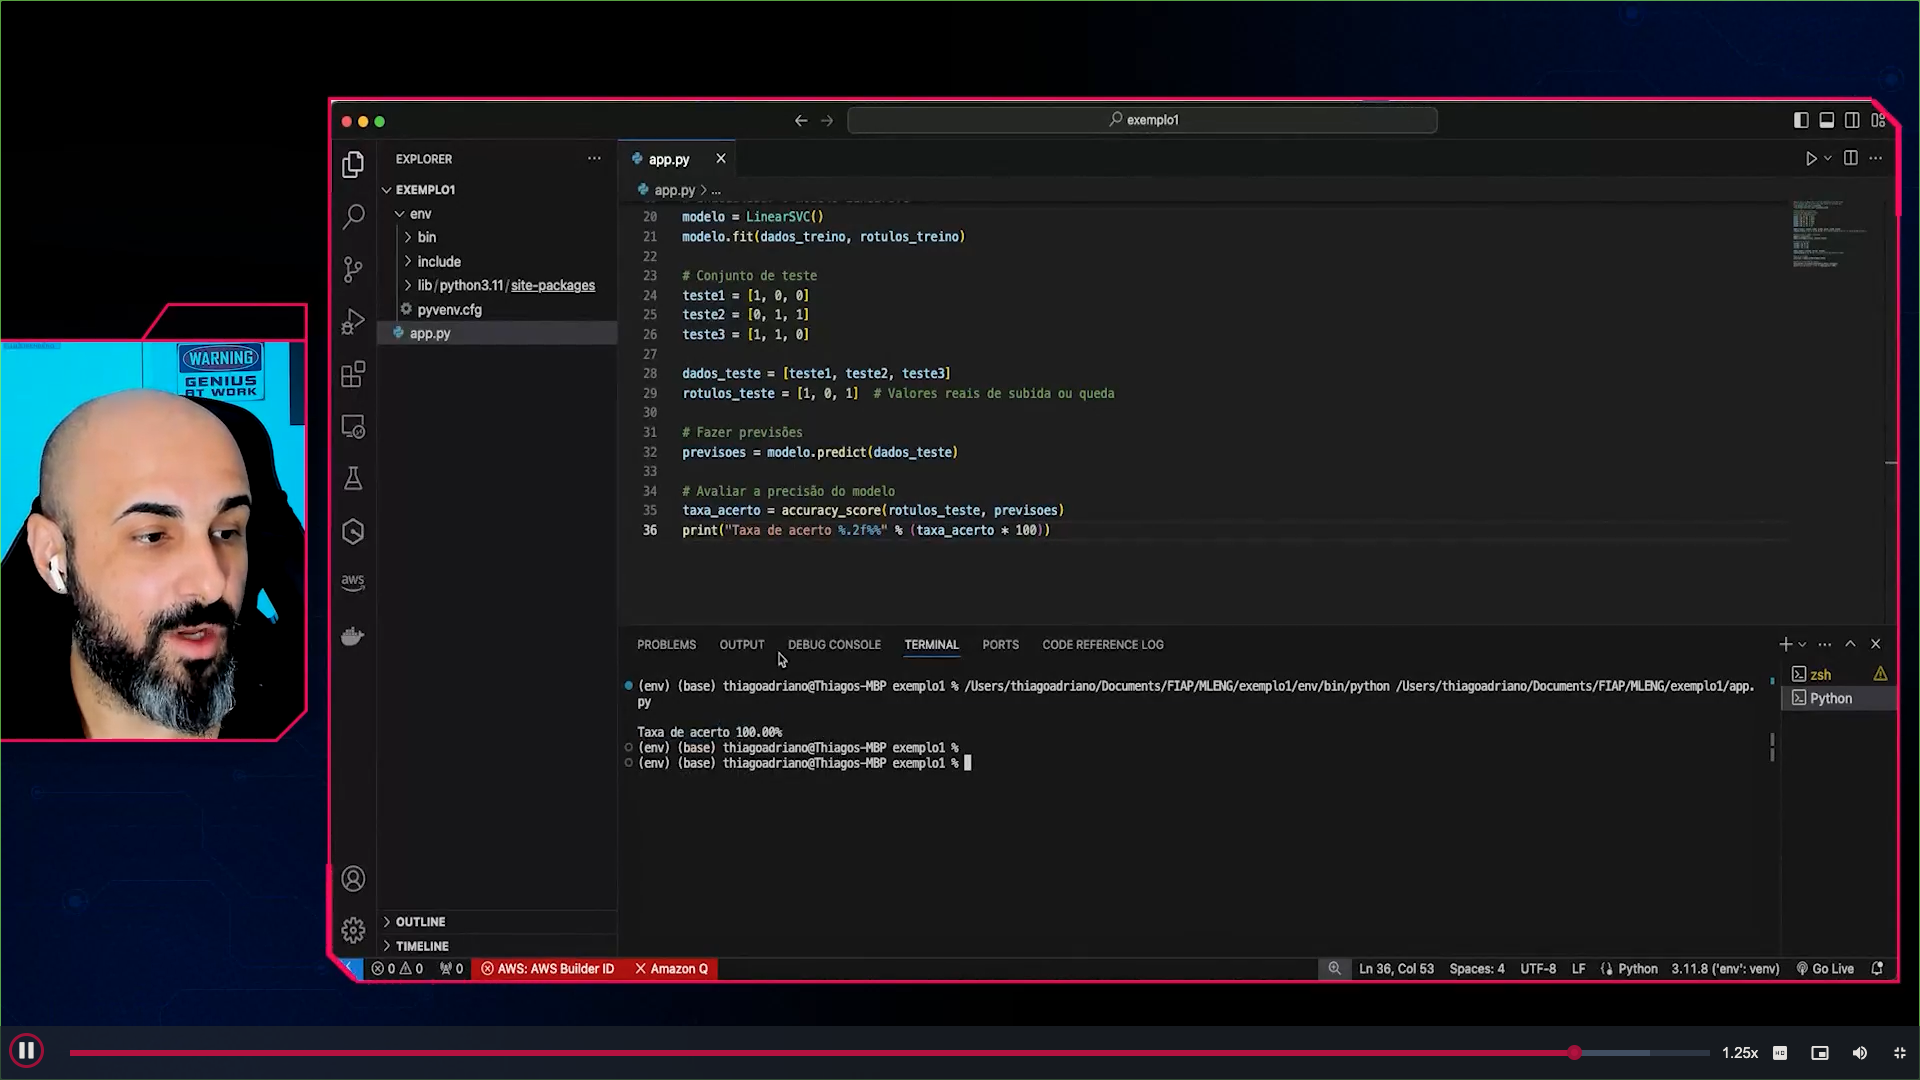 exemplo1
EXPLORER
EXEMPLO1
env
bin
include
lib/python3.11/site-packages
pyvenv.cfg
app.py
OUTLINE
TIMELINE
app.py
app.py > ...
20 modelo = LinearSVC()
21 modelo.fit(dados_treino, rotulos_treino)
22
23 # Conjunto de teste
24 teste1 = [1, 0, 0]
25 teste2 = [0, 1, 1]
26 teste3 = [1, 1, 0]
27
28 dados_teste = [teste1, teste2, teste3]
29 rotulos_teste = [1, 0, 1]  # Valores reais de subida ou queda
30
31 # Fazer previsões
32 previsoes = modelo.predict(dados_teste)
33
34 # Avaliar a precisão do modelo
35 taxa_acerto = accuracy_score(rotulos_teste, previsoes)
36 print("Taxa de acerto %.2f%%" % (taxa_acerto * 100))
PROBLEMS OUTPUT DEBUG CONSOLE TERMINAL PORTS CODE REFERENCE LOG
(env) (base) thiagoadriano@Thiagos-MBP exemplo1 % /Users/thiagoadriano/Documents/FIAP/MLENG/exemplo1/env/bin/python /Users/thiagoadriano/Documents/FIAP/MLENG/exemplo1/app.
py
Taxa de acerto 100.00%
(env) (base) thiagoadriano@Thiagos-MBP exemplo1 %
(env) (base) thiagoadriano@Thiagos-MBP exemplo1 %
zsh
Python
aws
0 0 0 AWS: AWS Builder ID Amazon Q
Ln 36, Col 53 Spaces: 4 UTF-8 LF Python 3.11.8 ('env': venv) Go Live
WARNING
GENIUS
AT WORK
1.25x
HD